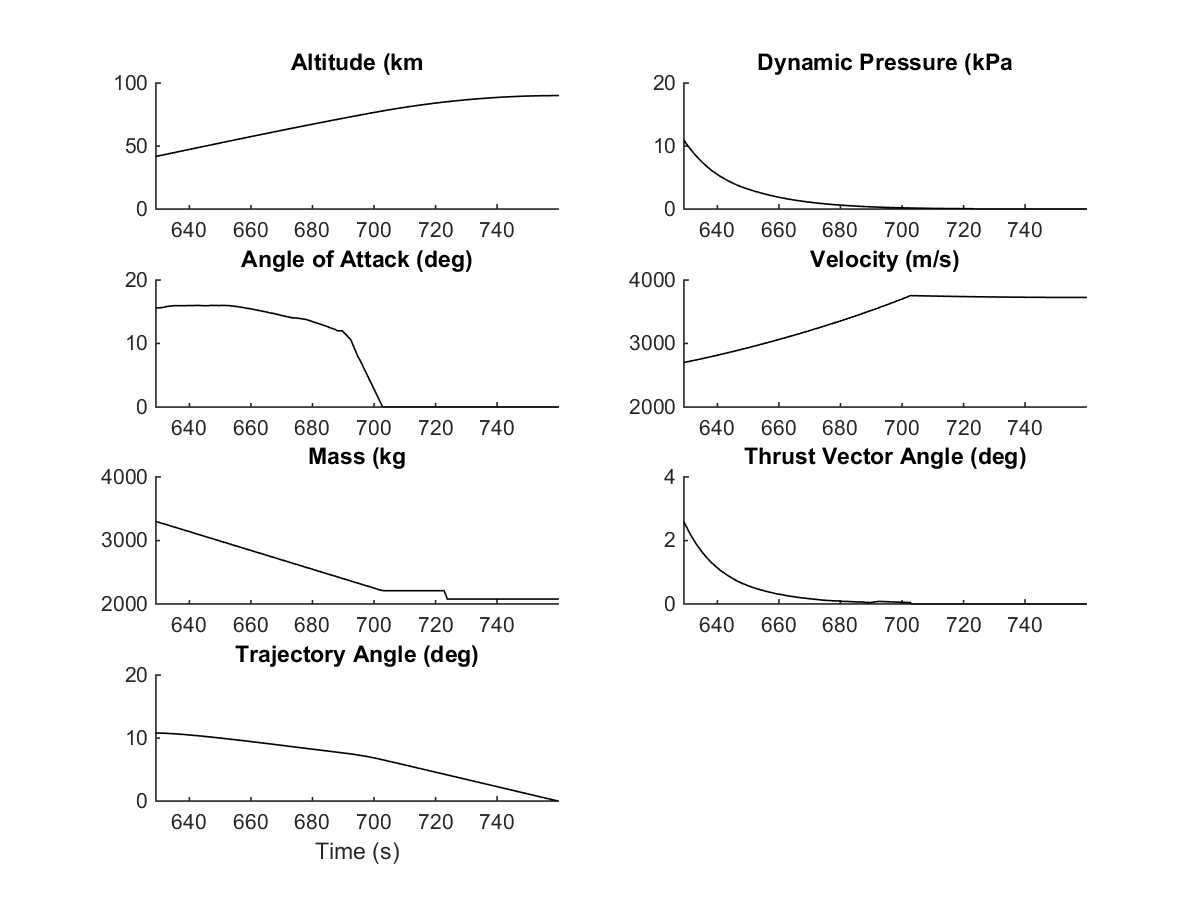 Altitude (km
100
50
0
640 660 680 700 720 740
Dynamic Pressure (kPa
20
10
0
640 660 680 700 720 740
Angle of Attack (deg)
20
10
0
640 660 680 700 720 740
Velocity (m/s)
4000
3000
2000
640 660 680 700 720 740
Mass (kg
4000
3000
2000
640 660 680 700 720 740
Thrust Vector Angle (deg)
4
2
0
640 660 680 700 720 740
Trajectory Angle (deg)
20
10
0
640 660 680 700 720 740
Time (s)